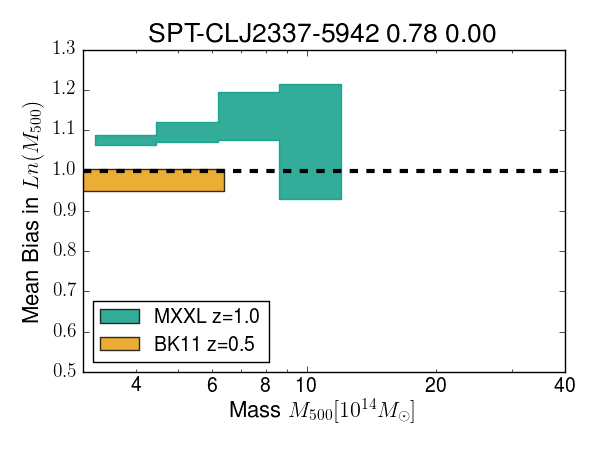 SPT-CLJ2337-5942 0.78 0.00
1.3
1.2
1.1
1.0
0.9
0.8
0.7
0.6
0.5
Mean Bias in Ln(M500)
MXXL z=1.0
BK11 z=0.5
4 6 8 10 20 40
Mass M500[10^14 M⊙]